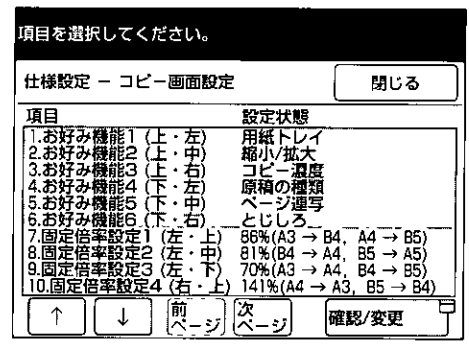 項目を選択してください。
仕様設定 － コピー画面設定
閉じる
項目 設定状態
1.お好み機能1 (上・左) 用紙トレイ
2.お好み機能2 (上・中) 縮小/拡大
3.お好み機能3 (上・右) コピー濃度
4.お好み機能4 (下・左) 原稿の種類
5.お好み機能5 (下・中) ページ連写
6.お好み機能6 (下・右) とじしろ
7.固定倍率設定1 (左・上) 86%(A3 → B4, A4 → B5)
8.固定倍率設定2 (左・中) 81%(B4 → A4, B5 → A5)
9.固定倍率設定3 (左・下) 70%(A3 → A4, B4 → B5)
10.固定倍率設定4 (右・上) 141%(A4 → A3, B5 → B4)
↑ ↓ 前ページ 次ページ 確認/変更